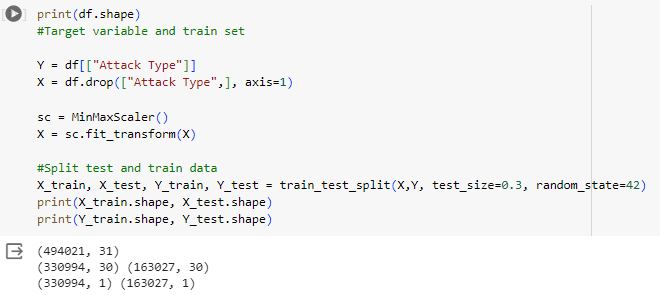 print(df.shape)
#Target variable and train set
Y = df[["Attack Type"]]
X = df.drop(["Attack Type",], axis=1)
sc = MinMaxScaler()
X = sc.fit_transform(X)
#Split test and train data
X_train, X_test, Y_train, Y_test = train_test_split(X,Y, test_size=0.3, random_state=42)
print(X_train.shape, X_test.shape)
print(Y_train.shape, Y_test.shape)
(494021, 31)
(330994, 30) (163027, 30)
(330994, 1) (163027, 1)